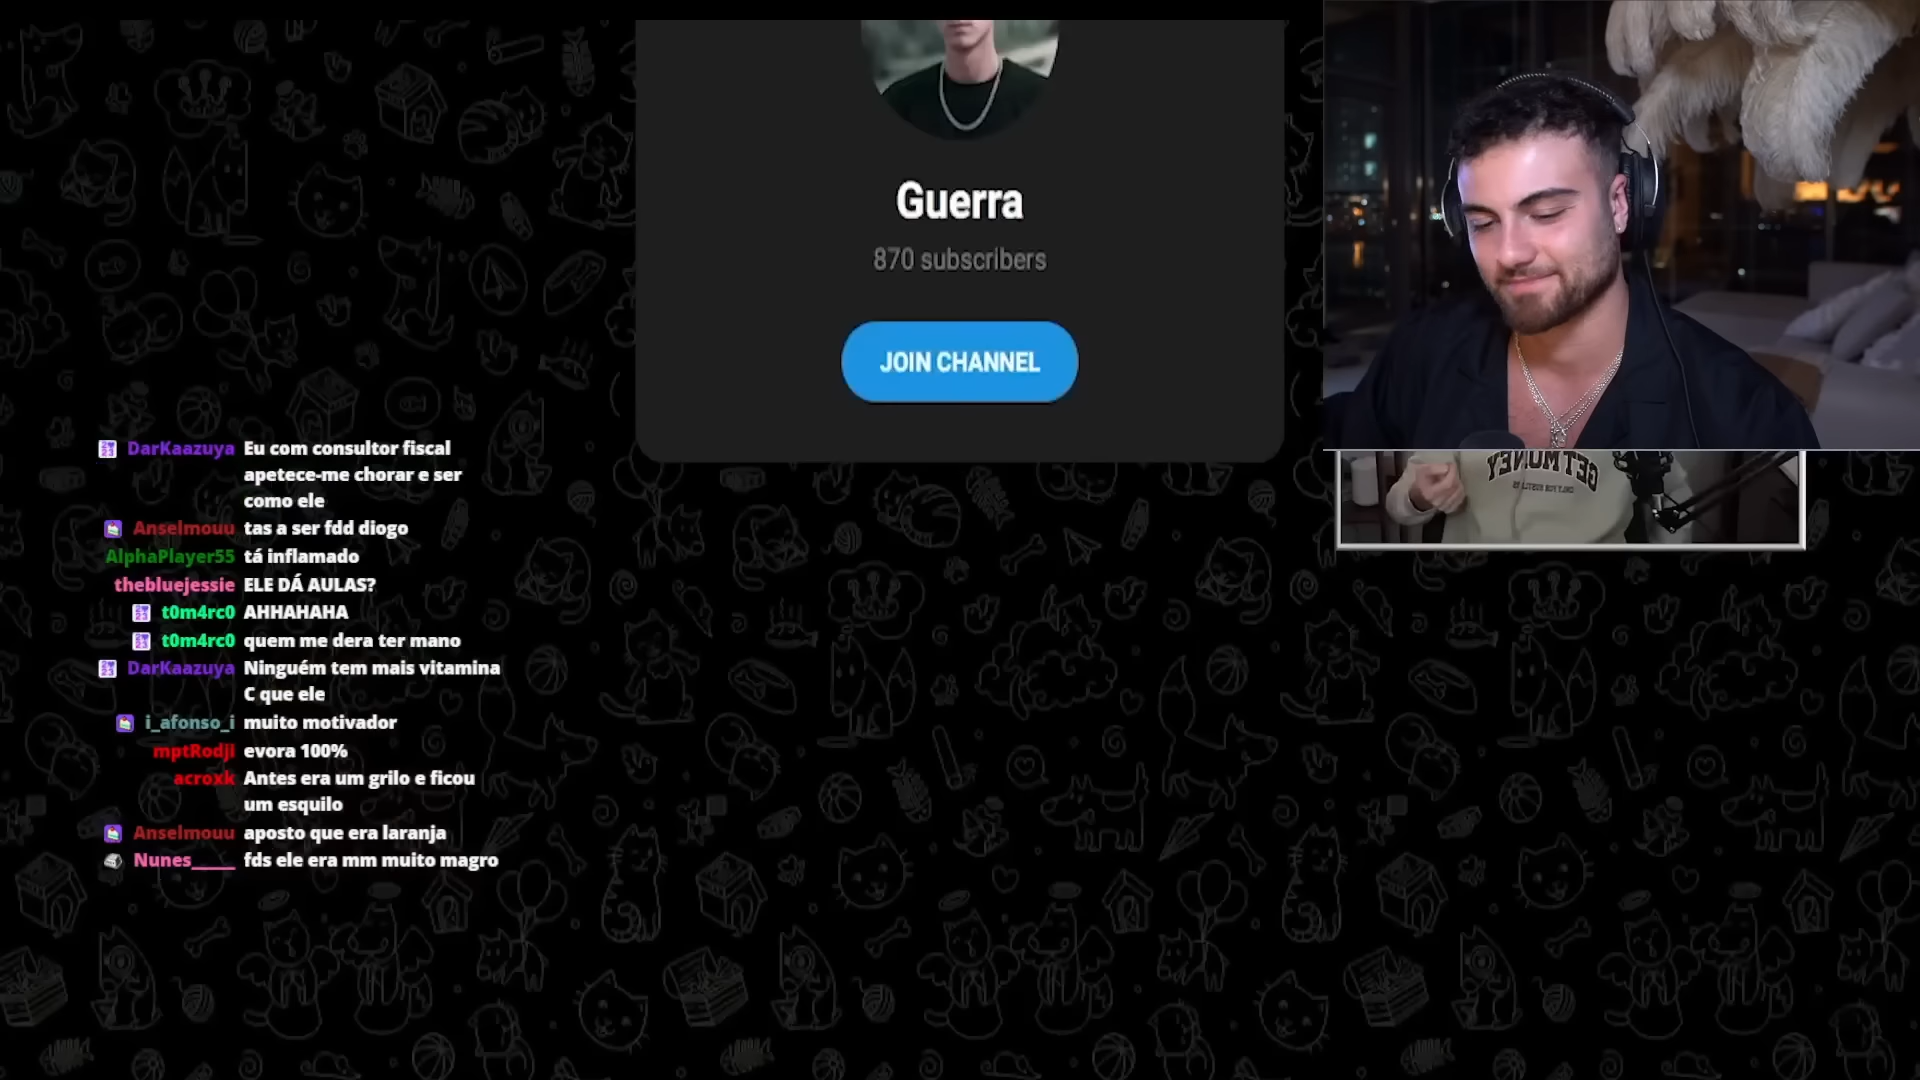 Guerra
870 subscribers
JOIN CHANNEL
GET MONEY
DarKaazuya Eu com consultor fiscal
apetece-me chorar e ser
como ele
Anselmouu tas a ser fdd diogo
AlphaPlayer55 tá inflamado
thebluejessie ELE DÁ AULAS?
t0m4rc0 AHHAHAHA
t0m4rc0 quem me dera ter mano
DarKaazuya Ninguém tem mais vitamina
C que ele
i_afonso_i muito motivador
mptRodjI evora 100%
acroxk Antes era um grilo e ficou
um esquilo
Anselmouu aposto que era laranja
Nunes_____ fds ele era mm muito magro